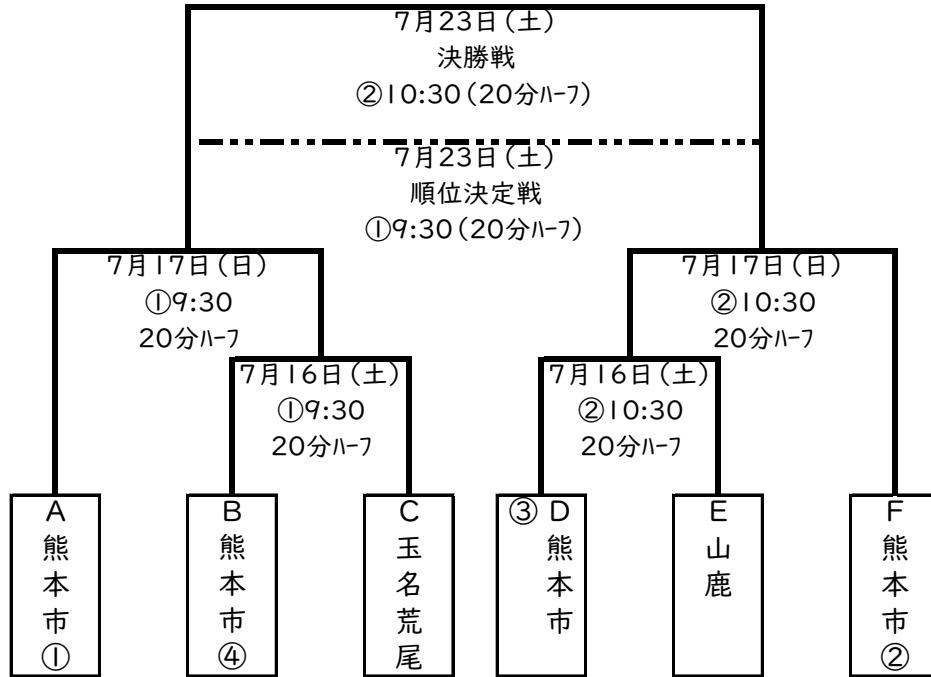 7月23日(土)
決勝戦
②10:30(20分ﾊｰﾌ)
7月23日(土)
順位決定戦
①9:30(20分ﾊｰﾌ)
7月17日(日)
①9:30
20分ﾊｰﾌ
7月17日(日)
②10:30
20分ﾊｰﾌ
7月16日(土)
①9:30
20分ﾊｰﾌ
7月16日(土)
②10:30
20分ﾊｰﾌ
A
熊本市①
B
熊本市④
C
玉名荒尾
③ D
熊本市
E
山鹿
F
熊本市②